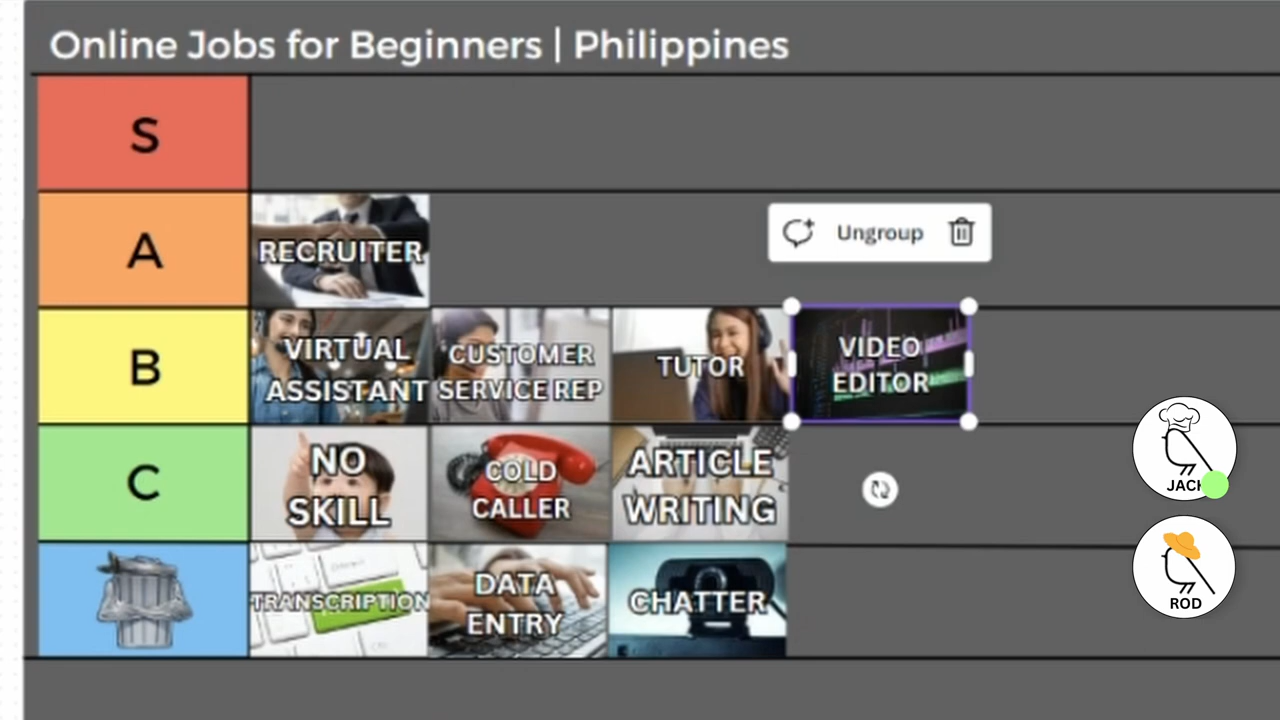 Online Jobs for Beginners | Philippines
S
A
RECRUITER
Ungroup
B
VIRTUAL
ASSISTANT
CUSTOMER
SERVICE REP
TUTOR
VIDEO
EDITOR
C
NO
SKILL
COLD
CALLER
ARTICLE
WRITING
TRANSCRIPTION
DATA
ENTRY
CHATTER
JACK
ROD